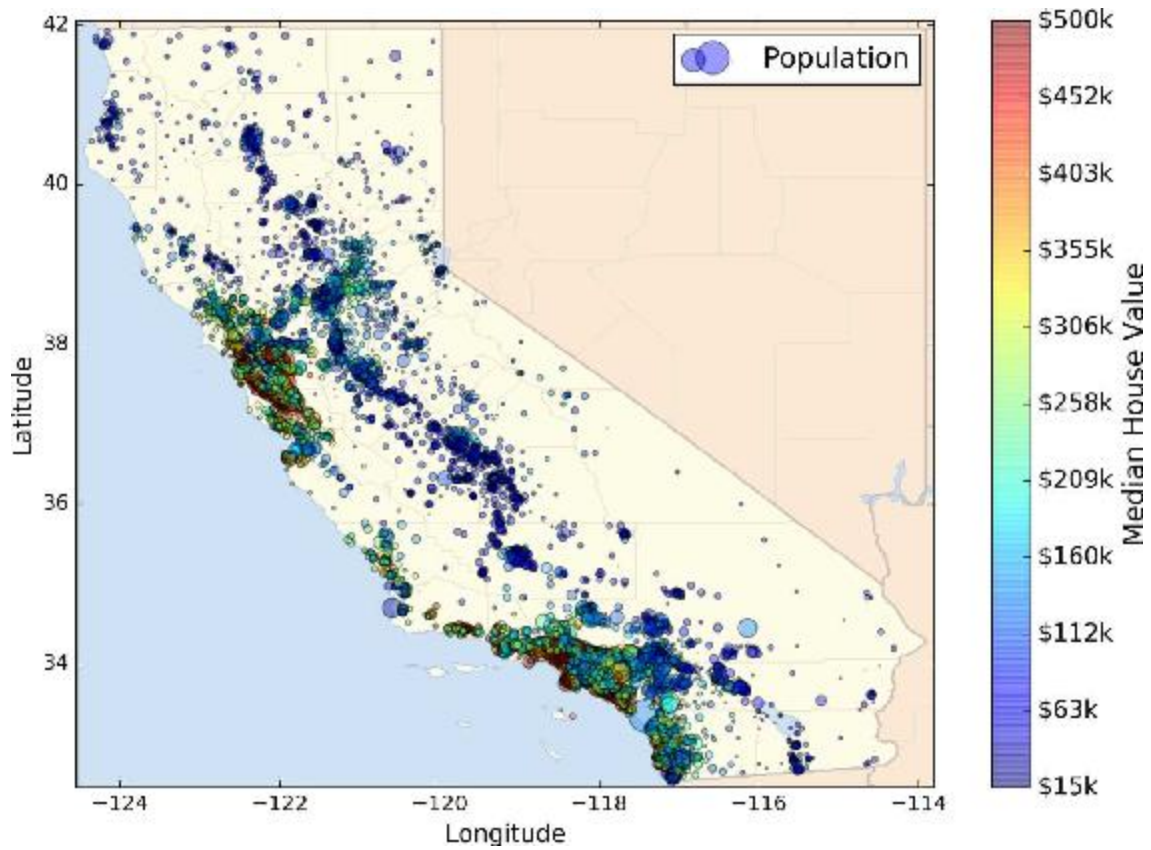 Population
42
40
38
36
34
Latitude
−124
−122
−120
−118
−116
−114
Longitude
$500k
$452k
$403k
$355k
$306k
$258k
$209k
$160k
$112k
$63k
$15k
Median House Value